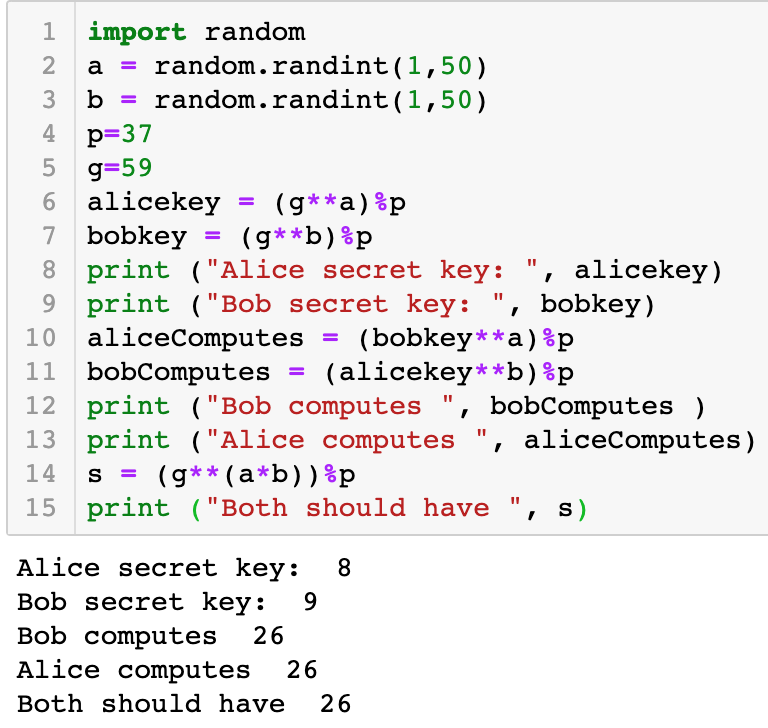 1 import random
2 a = random.randint(1,50)
3 b = random.randint(1,50)
4 p=37
5 g=59
6 alicekey = (g**a)%p
7 bobkey = (g**b)%p
8 print ("Alice secret key: ", alicekey)
9 print ("Bob secret key: ", bobkey)
10 aliceComputes = (bobkey**a)%p
11 bobComputes = (alicekey**b)%p
12 print ("Bob computes ", bobComputes )
13 print ("Alice computes ", aliceComputes)
14 s = (g**(a*b))%p
15 print ("Both should have ", s)
Alice secret key:  8
Bob secret key:  9
Bob computes  26
Alice computes  26
Both should have  26